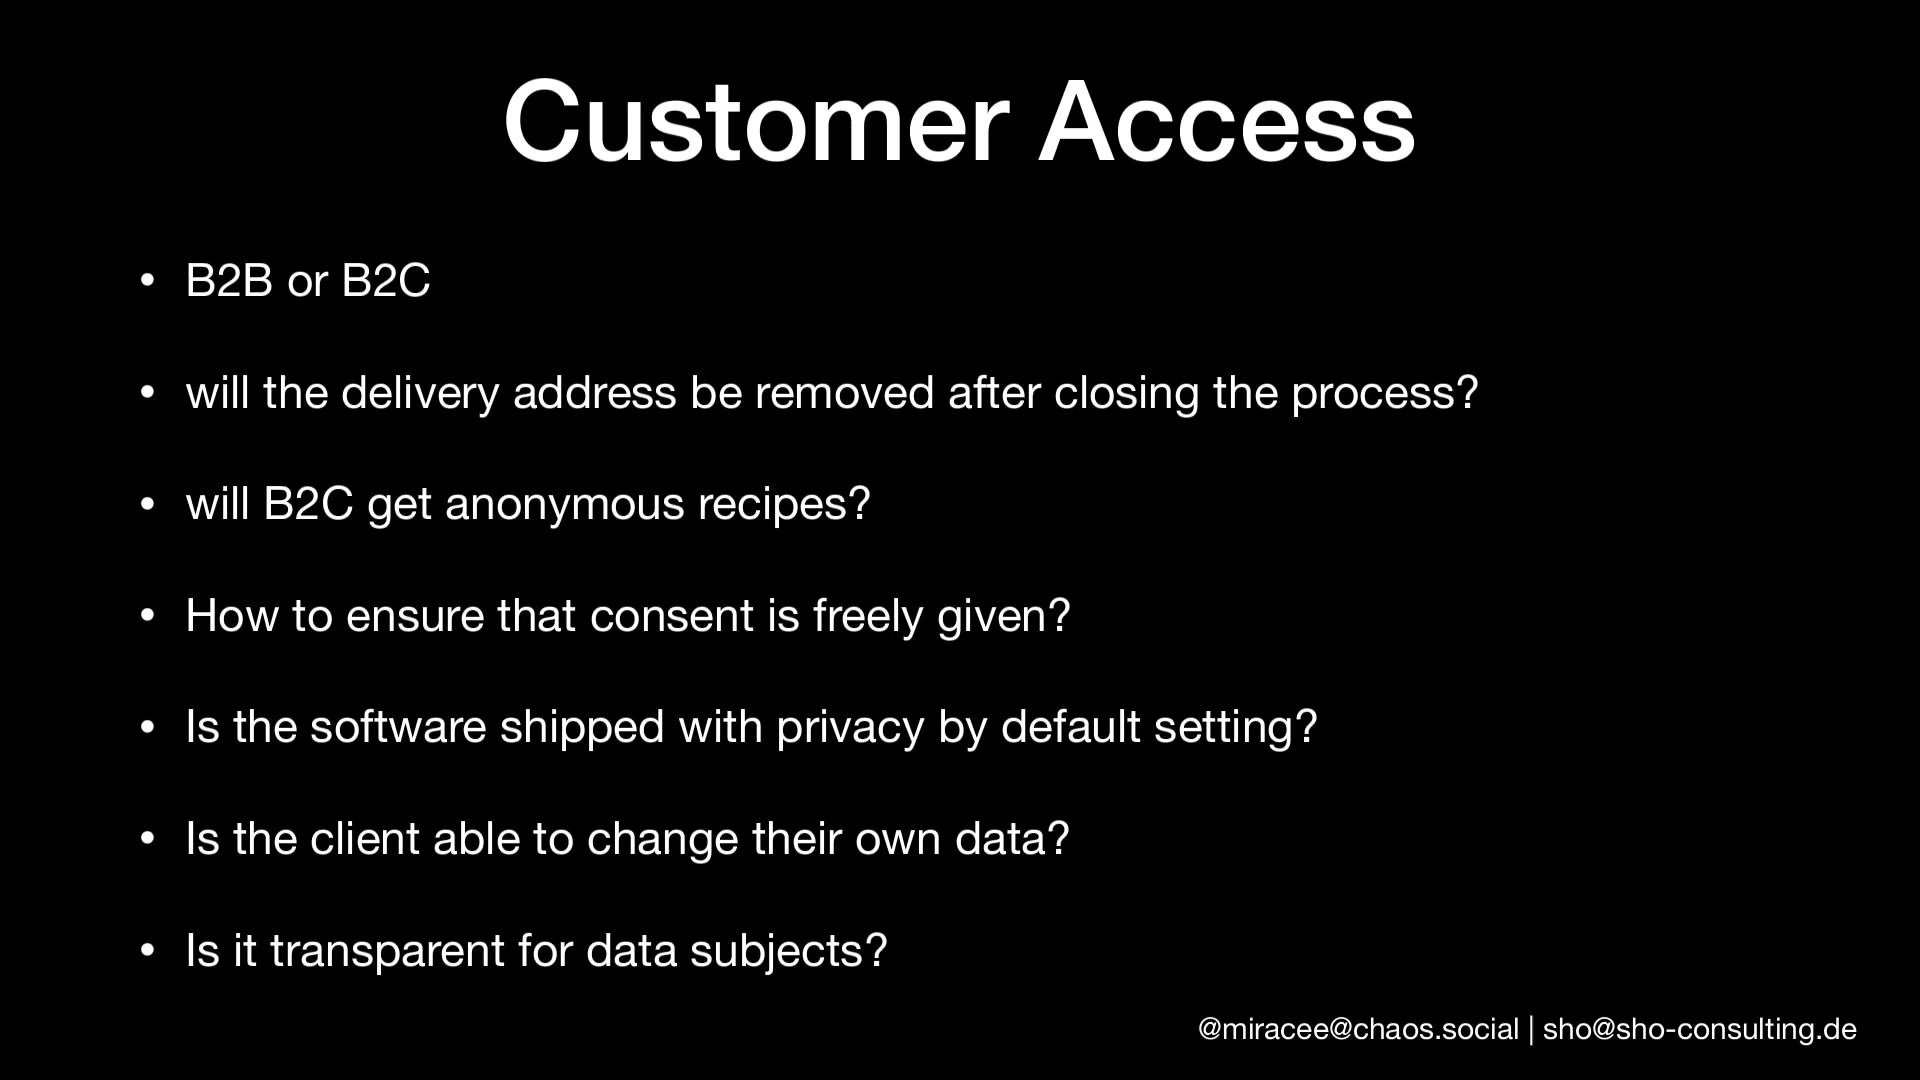 Customer Access
• B2B or B2C
• will the delivery address be removed after closing the process?
• will B2C get anonymous recipes?
• How to ensure that consent is freely given?
• Is the software shipped with privacy by default setting?
• Is the client able to change their own data?
• Is it transparent for data subjects?
@miracee@chaos.social | sho@sho-consulting.de